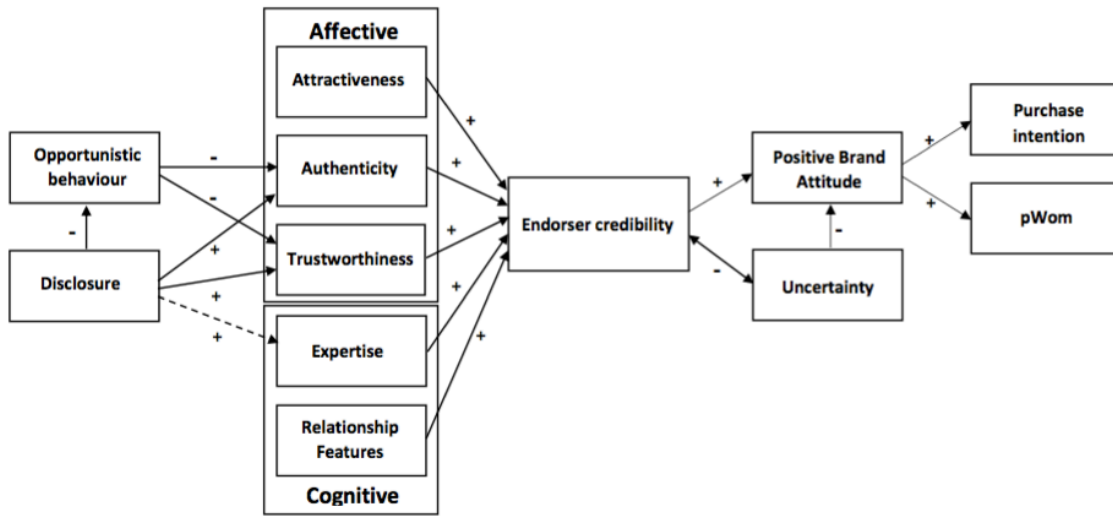 Affective
Attractiveness
+
Purchase
intention
Opportunistic
behaviour
-
Authenticity
+
+
Positive Brand
Attitude
+
-
+
Endorser credibility
+
pWom
-
Trustworthiness
+
-
Disclosure
+
-
Uncertainty
+
+
+
+
Expertise
Relationship
Features
Cognitive